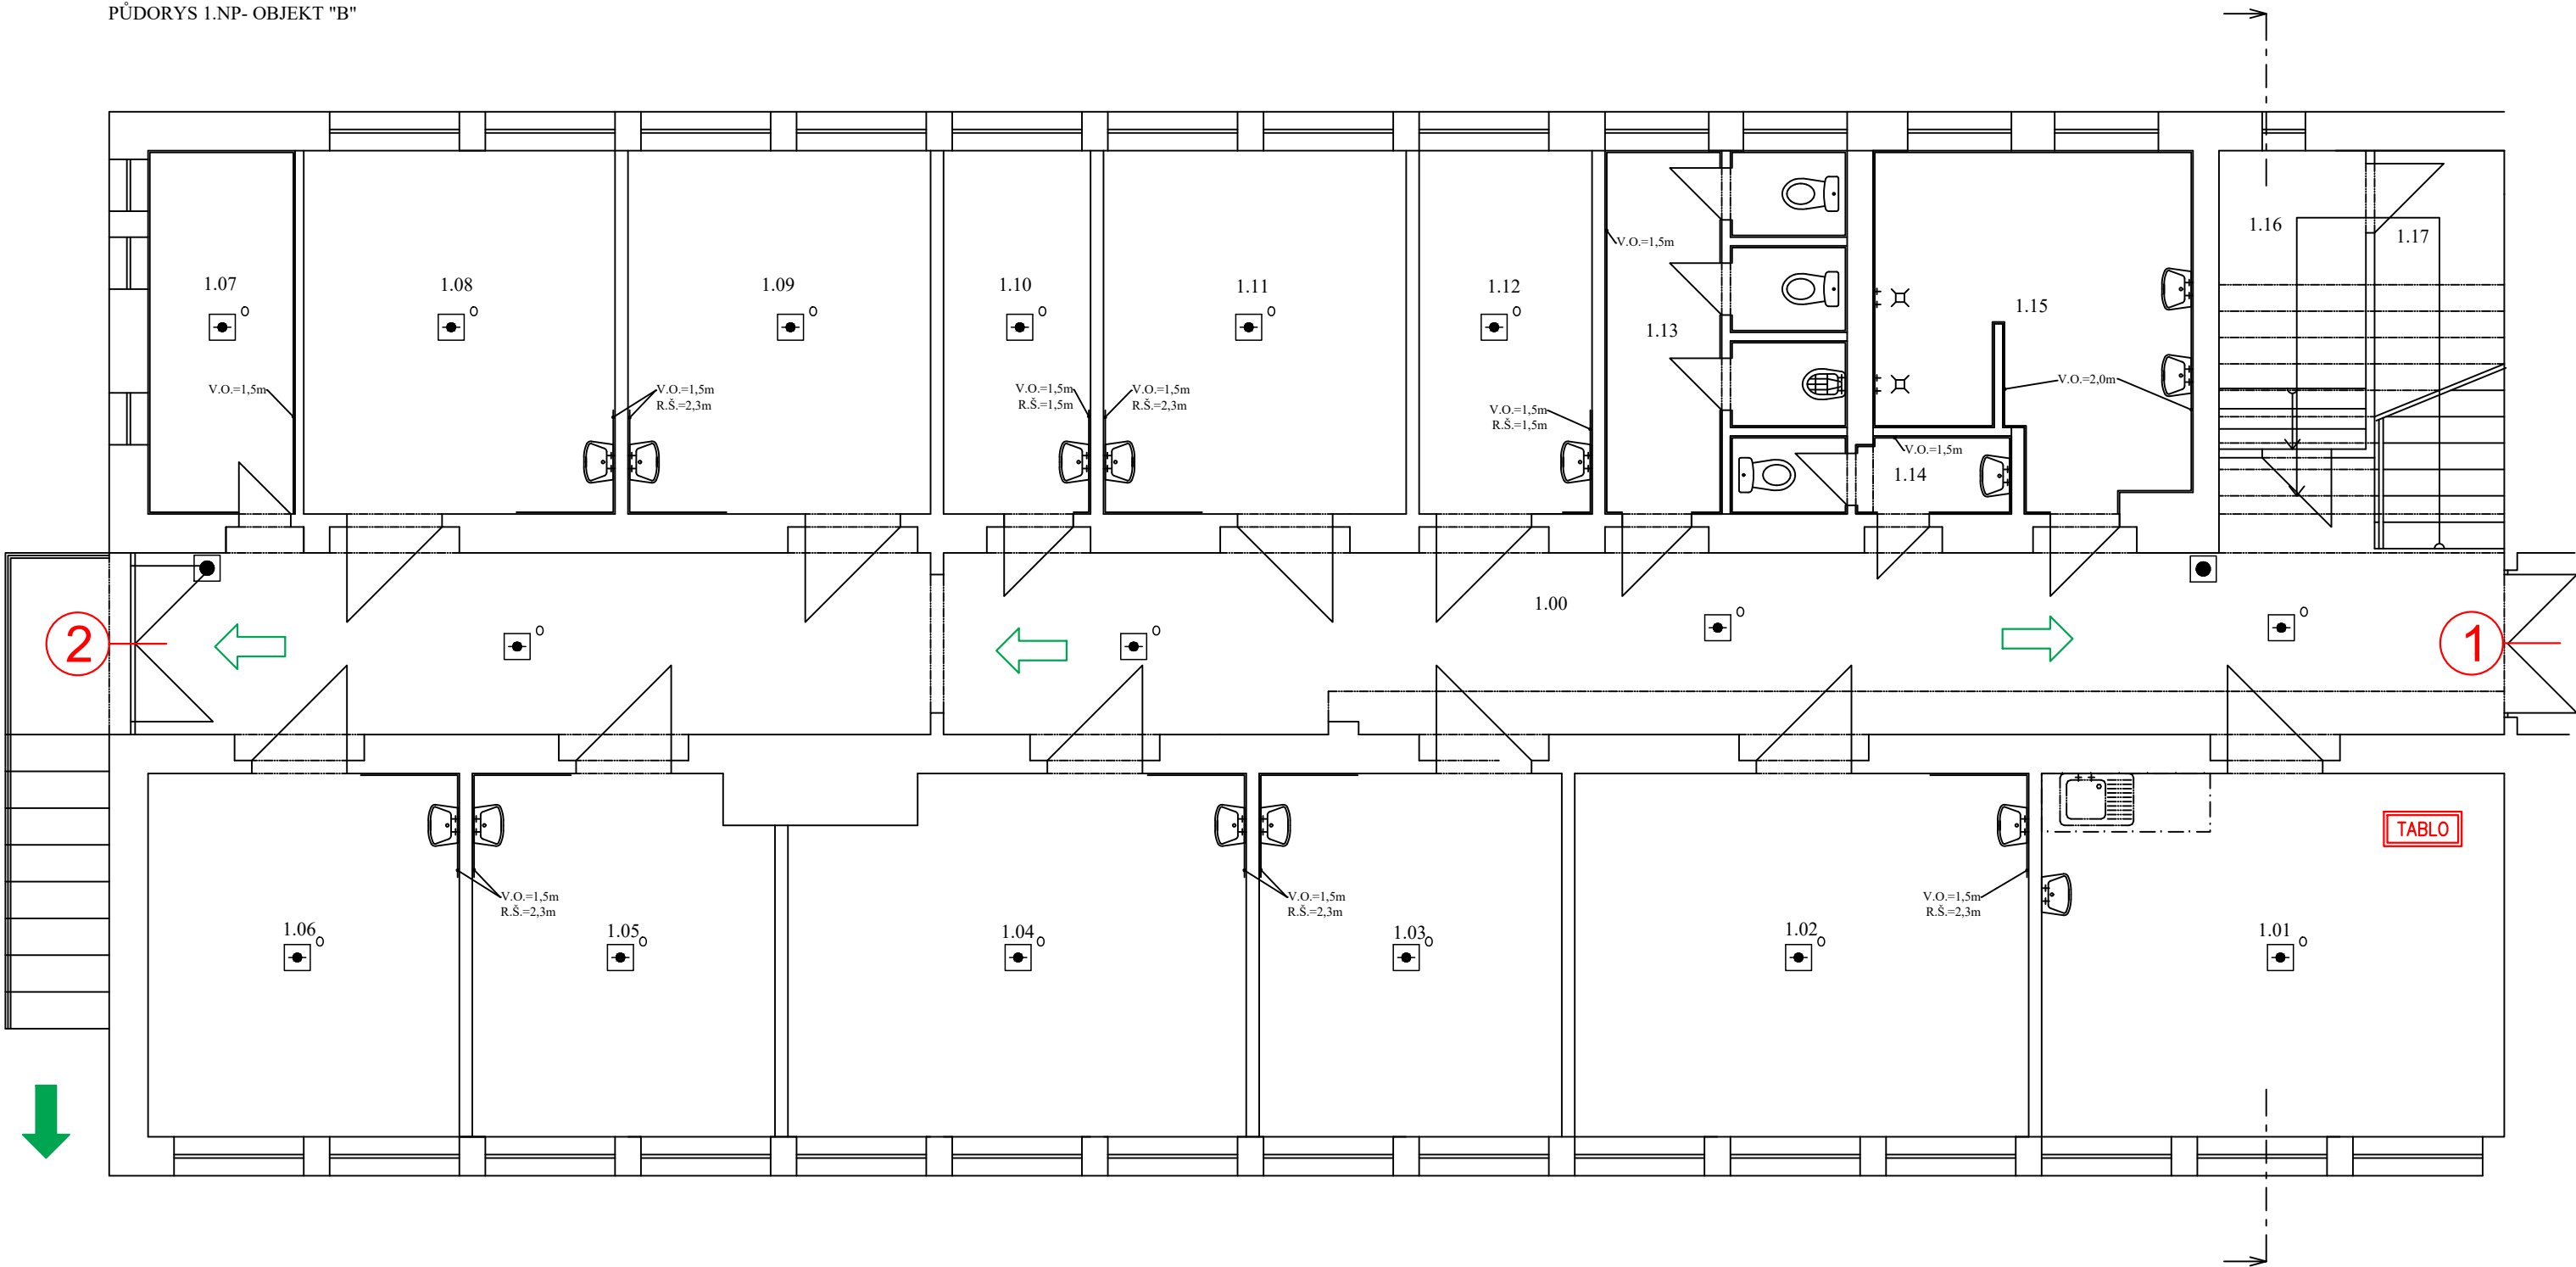 PŮDORYS 1.NP- OBJEKT "B"
1.16
1.17
V.O.=1,5m
1.07
1.08
1.09
1.10
1.11
1.12
1.13
1.15
V.O.=1,5m
V.O.=1,5m
R.Š.=2,3m
V.O.=1,5m
R.Š.=1,5m
V.O.=1,5m
R.Š.=2,3m
V.O.=1,5m
R.Š.=1,5m
V.O.=2,0m
V.O.=1,5m
1.14
1.00
2
1
TABLO
V.O.=1,5m
R.Š.=2,3m
V.O.=1,5m
R.Š.=2,3m
V.O.=1,5m
R.Š.=2,3m
1.06
1.05
1.04
1.03
1.02
1.01